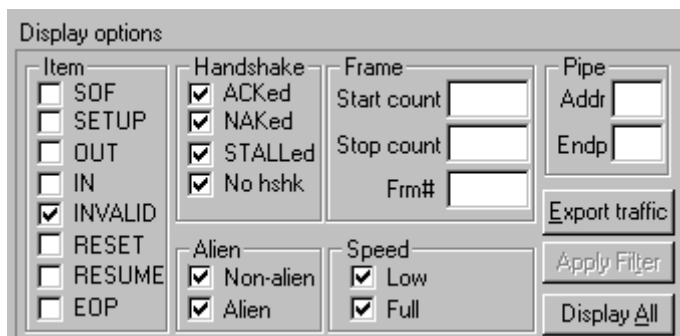 Display options
Item
SOF
SETUP
OUT
IN
INVALID
RESET
RESUME
EOP
Handshake
ACKed
NAKed
STALLed
No hshk
Frame
Start count
Stop count
Frm#
Pipe
Addr
Endp
Alien
Non-alien
Alien
Speed
Low
Full
Export traffic
Apply Filter
Display All